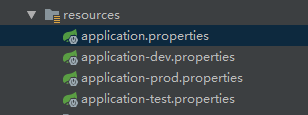 resources
application.properties
application-dev.properties
application-prod.properties
application-test.properties